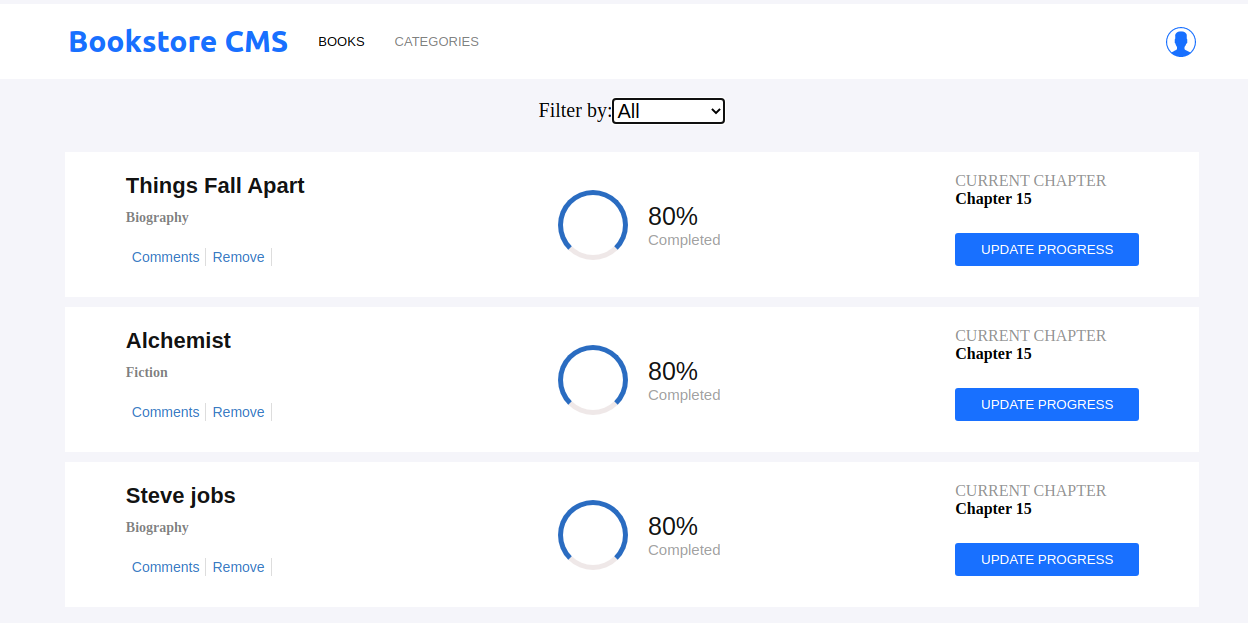 Bookstore CMS BOOKS CATEGORIES
Filter by: All
Things Fall Apart
Biography
Comments Remove
80%
Completed
CURRENT CHAPTER
Chapter 15
UPDATE PROGRESS
Alchemist
Fiction
Comments Remove
80%
Completed
CURRENT CHAPTER
Chapter 15
UPDATE PROGRESS
Steve jobs
Biography
Comments Remove
80%
Completed
CURRENT CHAPTER
Chapter 15
UPDATE PROGRESS